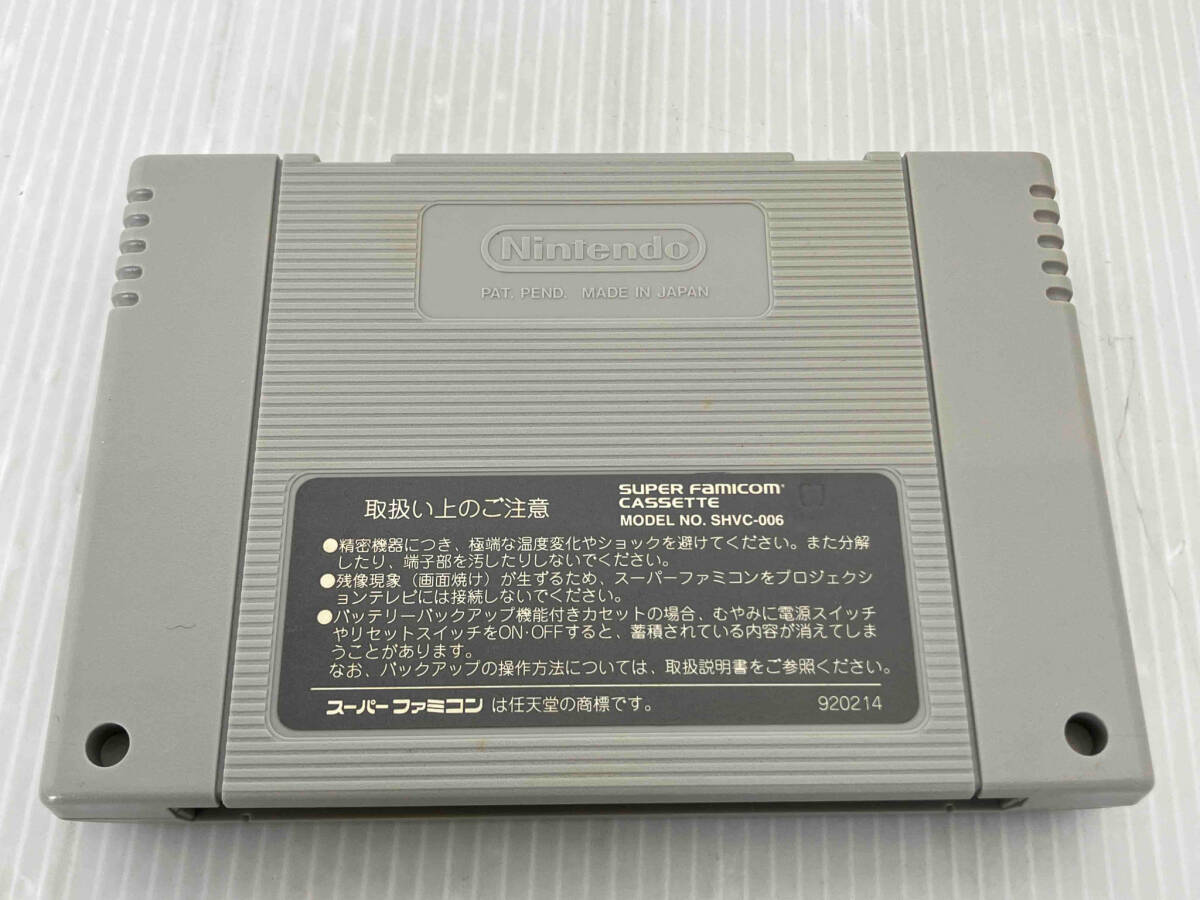 Nintendo
PAT. PEND. MADE IN JAPAN
取扱い上のご注意
SUPER FAMICOM
CASSETTE
MODEL NO. SHVC-006
●精密機器につき、極端な温度変化やショックを避けてください。また分解
したり、端子部を汚したりしないでください。
●残像現象（画面焼け）が生ずるため、スーパーファミコンをプロジェクシ
ョンテレビには接続しないでください。
●バッテリーバックアップ機能付きカセットの場合、むやみに電源スイッチ
やリセットスイッチをON・OFFすると、蓄積されている内容が消えてしま
うことがあります。
なお、バックアップの操作方法については、取扱説明書をご参照ください。
スーパーファミコンは任天堂の商標です。 920214